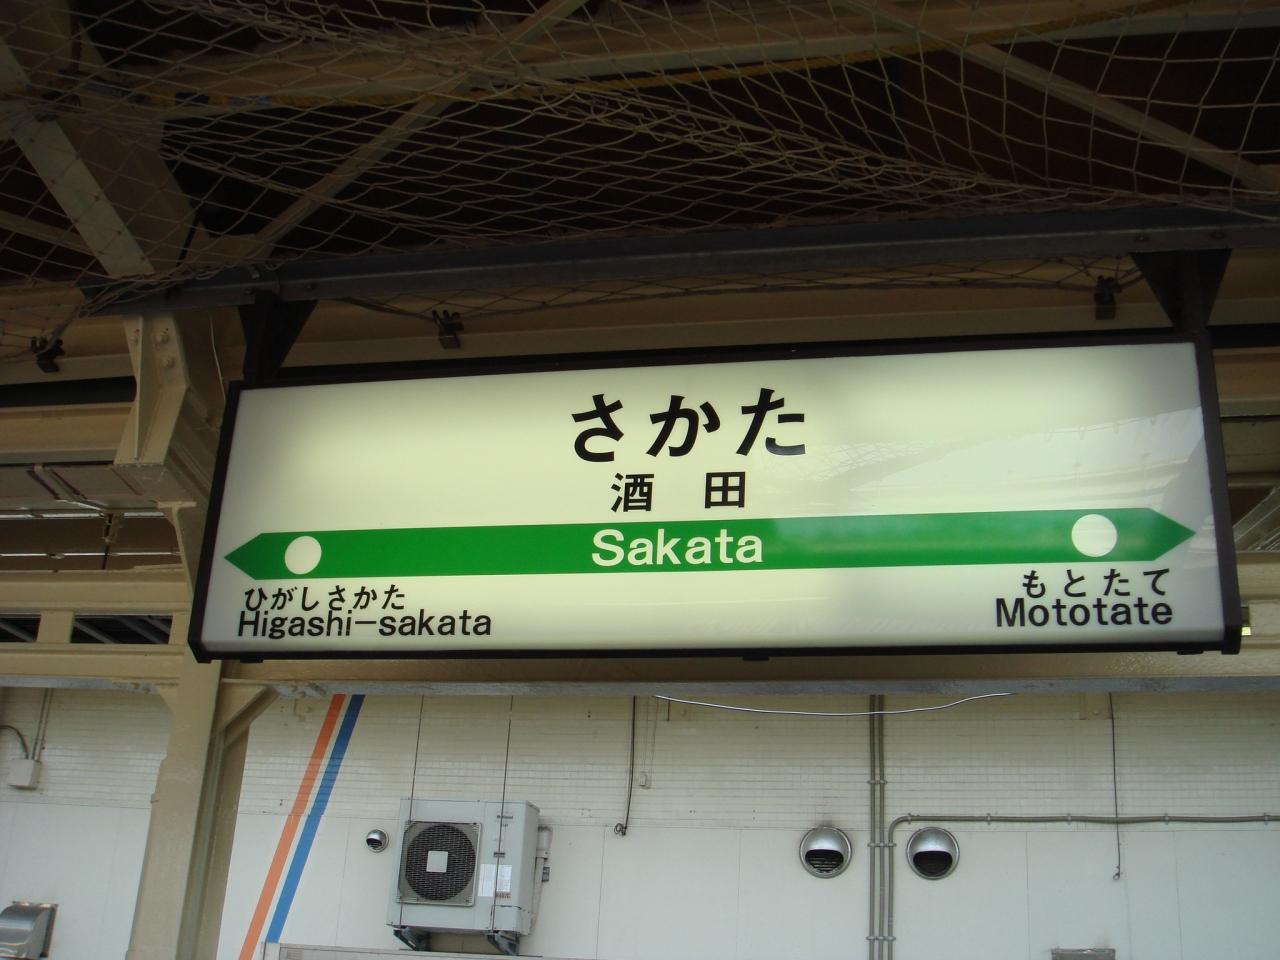 さかた
酒田
Sakata
ひがしさかた
Higashi-sakata
もとたて
Mototate